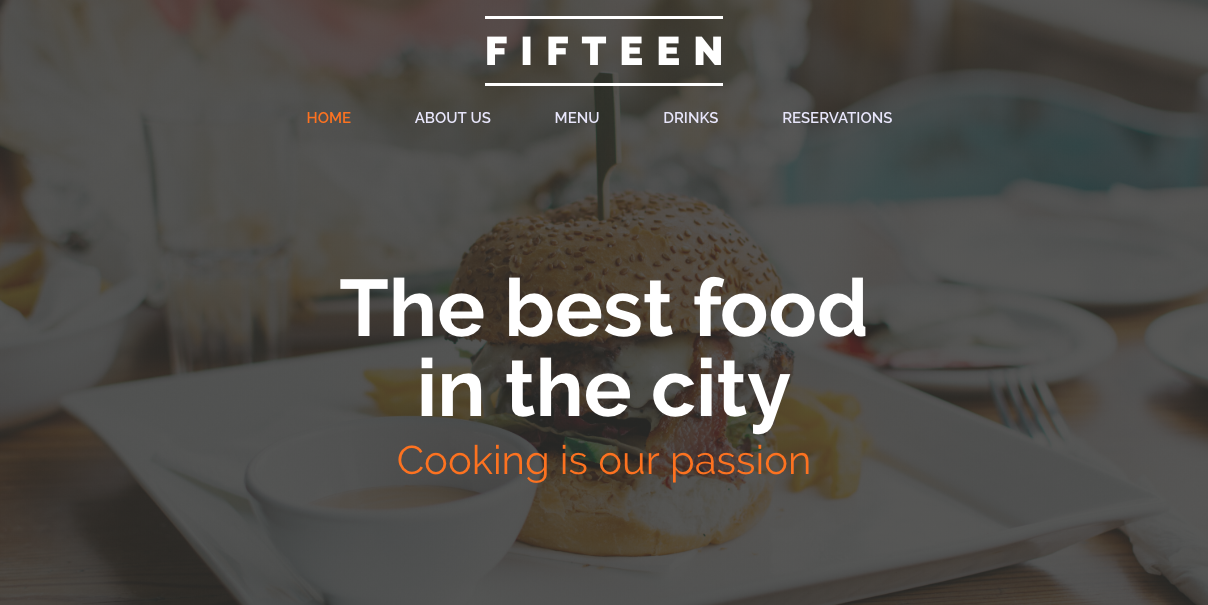 FIFTEEN
HOME ABOUT US MENU DRINKS RESERVATIONS
The best food
in the city
Cooking is our passion